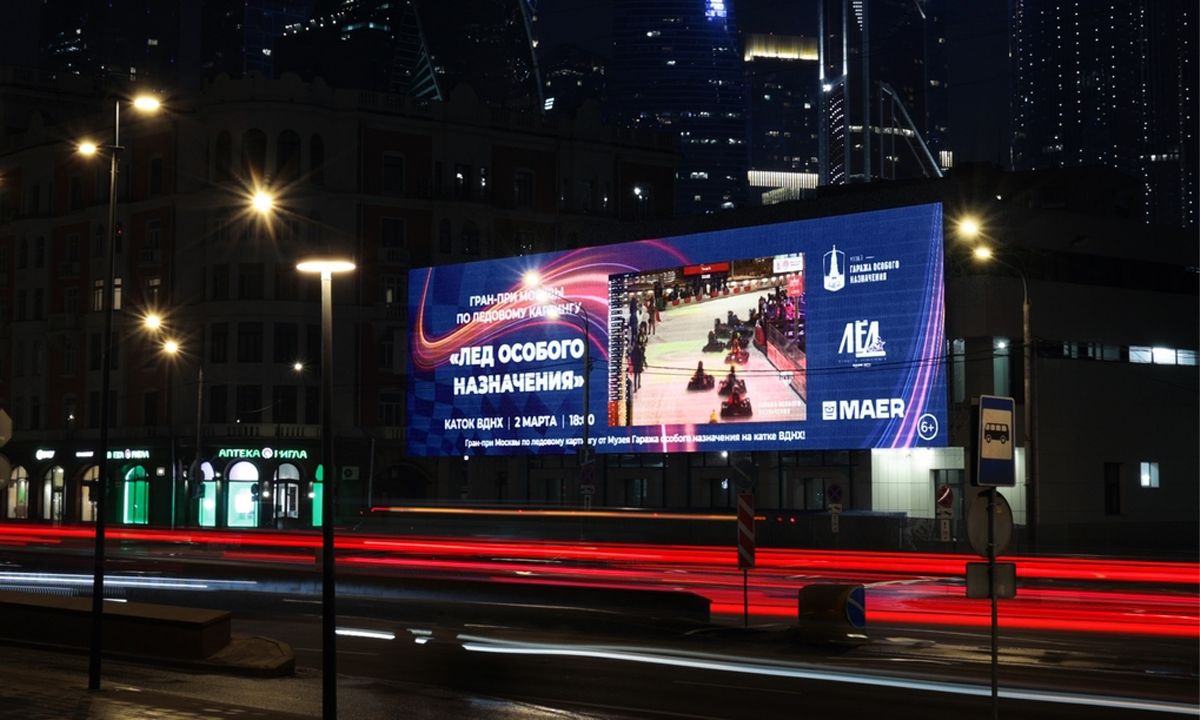 ГРАН-ПРИ МОСКВЫ
ПО ЛЕДОВОМУ КАРТИНГУ
«ЛЕД ОСОБОГО
НАЗНАЧЕНИЯ»
КАТОК ВДНХ | 2 МАРТА | 18:00
Гран-при Москвы по ледовому картингу от Музея Гаража особого назначения на катке ВДНХ!
МУЗЕЙ
ГАРАЖА ОСОБОГО
НАЗНАЧЕНИЯ
ЛЁД
MAER
6+
АПТЕКА ИГЛА